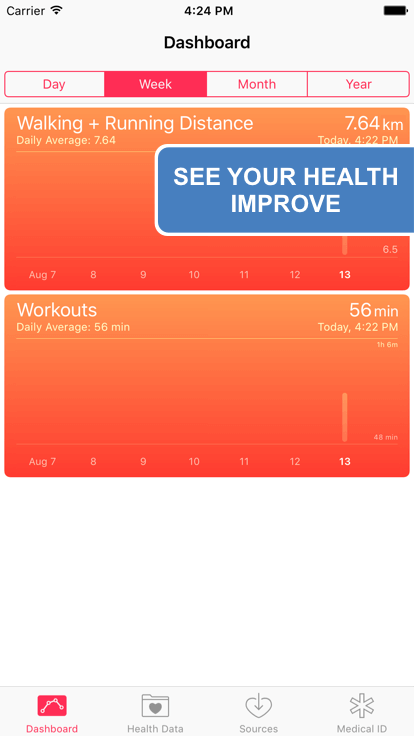 Carrier 4:24 PM
Dashboard
Day Week Month Year
Walking + Running Distance 7.64 km
Daily Average: 7.64 Today, 4:22 PM
SEE YOUR HEALTH
IMPROVE
6.5
Aug 7 8 9 10 11 12 13
Workouts 56 min
Daily Average: 56 min Today, 4:22 PM
1h 6m
48 min
Aug 7 8 9 10 11 12 13
Dashboard Health Data Sources Medical ID